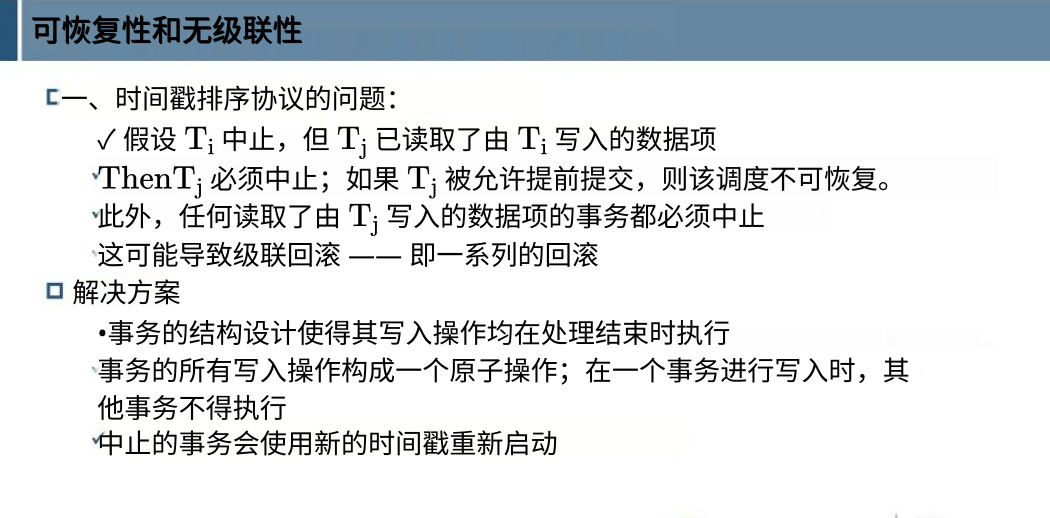 可恢复性和无级联性
一、时间戳排序协议的问题：
✓ 假设 Ti 中止，但 Tj 已读取了由 Ti 写入的数据项
ThenTj 必须中止；如果 Tj 被允许提前提交，则该调度不可恢复。
此外，任何读取了由 Tj 写入的数据项的事务都必须中止
这可能导致级联回滚 —— 即一系列的回滚
解决方案
•事务的结构设计使得其写入操作均在处理结束时执行
事务的所有写入操作构成一个原子操作；在一个事务进行写入时，其
他事务不得执行
中止的事务会使用新的时间戳重新启动